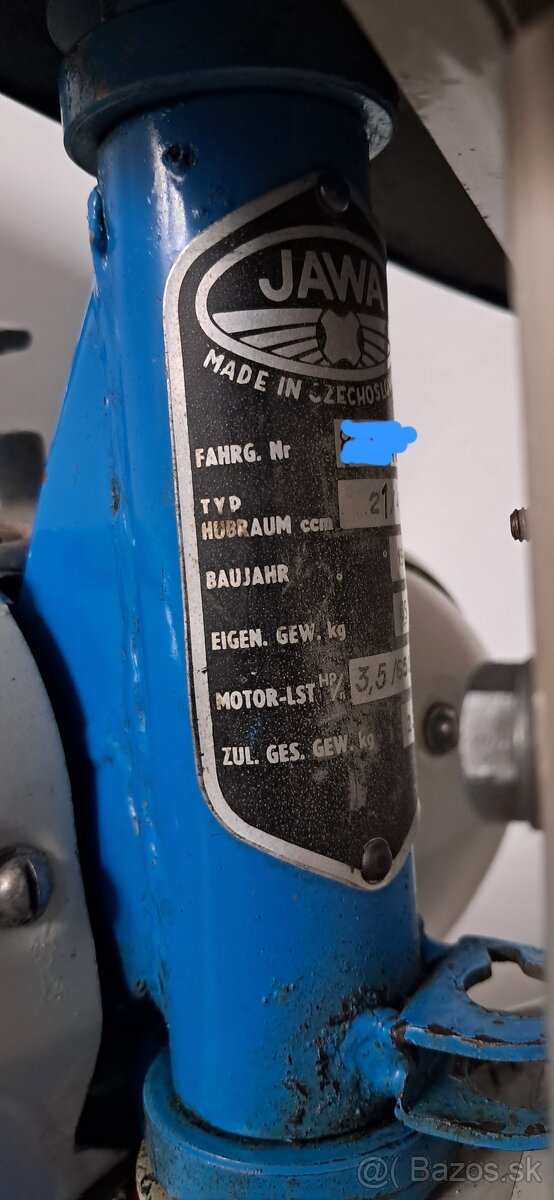 JAWA
MADE IN CZECHOSL
FAHRG. Nr
TYP 21
HUBRAUM ccm
BAUJAHR
EIGEN. GEW. kg
MOTOR-LST HP/ 3,5/65
ZUL. GES. GEW. kg
@( Bazos.sk